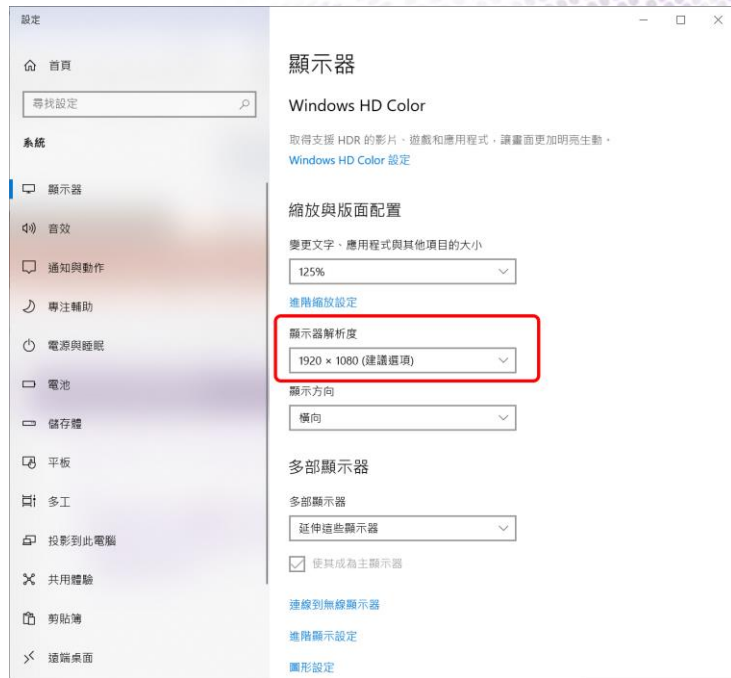 設定
首頁
尋找設定
系統
顯示器
音效
通知與動作
專注輔助
電源與睡眠
電池
儲存體
平板
多工
投影到此電腦
共用體驗
剪貼簿
遠端桌面
顯示器
Windows HD Color
取得支援 HDR 的影片、遊戲和應用程式，讓畫面更加明亮生動。
Windows HD Color 設定
縮放與版面配置
變更文字、應用程式與其他項目的大小
125%
進階縮放設定
顯示器解析度
1920 × 1080 (建議選項)
顯示方向
橫向
多部顯示器
多部顯示器
延伸這些顯示器
使其成為主顯示器
連線到無線顯示器
進階顯示設定
圖形設定